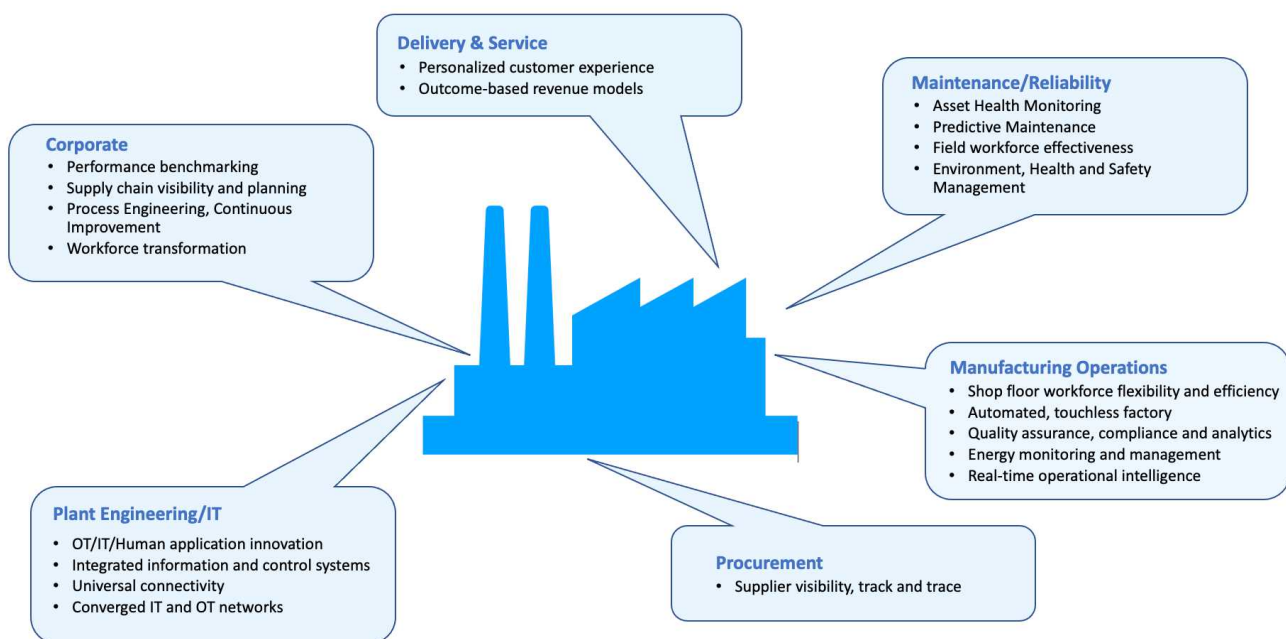 Delivery & Service
• Personalized customer experience
• Outcome-based revenue models
Maintenance/Reliability
• Asset Health Monitoring
• Predictive Maintenance
• Field workforce effectiveness
• Environment, Health and Safety
Management
Corporate
• Performance benchmarking
• Supply chain visibility and planning
• Process Engineering, Continuous
Improvement
• Workforce transformation
Manufacturing Operations
• Shop floor workforce flexibility and efficiency
• Automated, touchless factory
• Quality assurance, compliance and analytics
• Energy monitoring and management
• Real-time operational intelligence
Plant Engineering/IT
• OT/IT/Human application innovation
• Integrated information and control systems
• Universal connectivity
• Converged IT and OT networks
Procurement
• Supplier visibility, track and trace